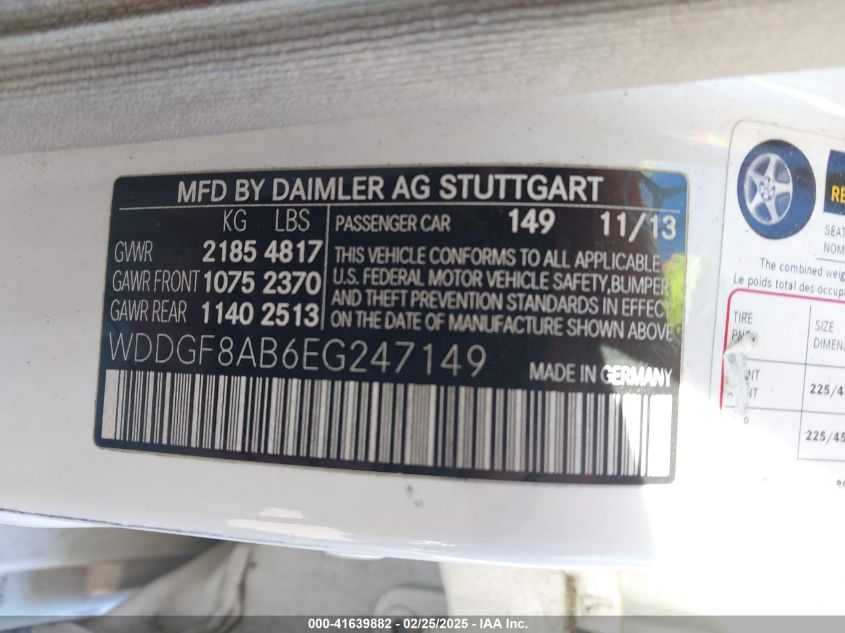 MFD BY DAIMLER AG STUTTGART
KG LBS
PASSENGER CAR 149 11/13
GVWR 2185 4817
GAWR FRONT 1075 2370
GAWR REAR 1140 2513
THIS VEHICLE CONFORMS TO ALL APPLICABLE
U.S. FEDERAL MOTOR VEHICLE SAFETY,BUMPER
AND THEFT PREVENTION STANDARDS IN EFFECT
ON THE DATE OF MANUFACTURE SHOWN ABOVE
WDDGF8AB6EG247149
MADE IN GERMANY
The combined
Le poids total des
TIRE
SIZE
225/4
225/45
000-41639882 - 02/25/2025 - IAA Inc.